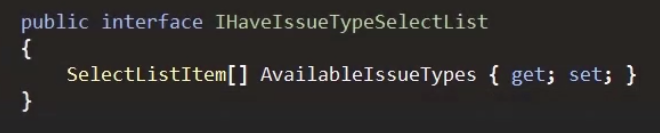 public interface IHaveIssueTypeSelectList
{
    SelectListItem[] AvailableIssueTypes { get; set; }
}